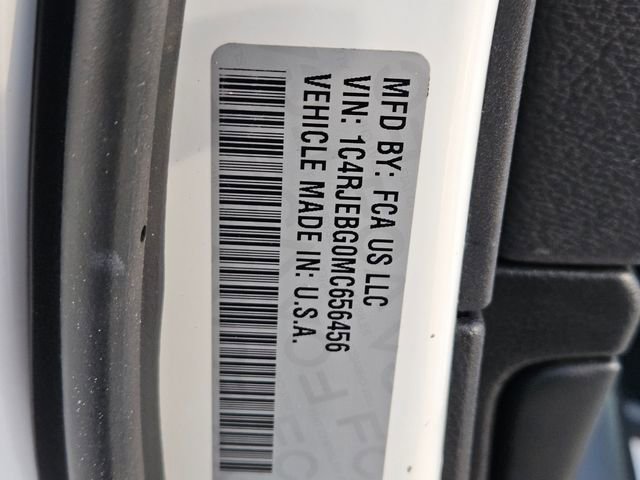 MFD BY: FCA US LLC
VIN: 1C4RJEBG0MC656456
VEHICLE MADE IN: U.S.A.